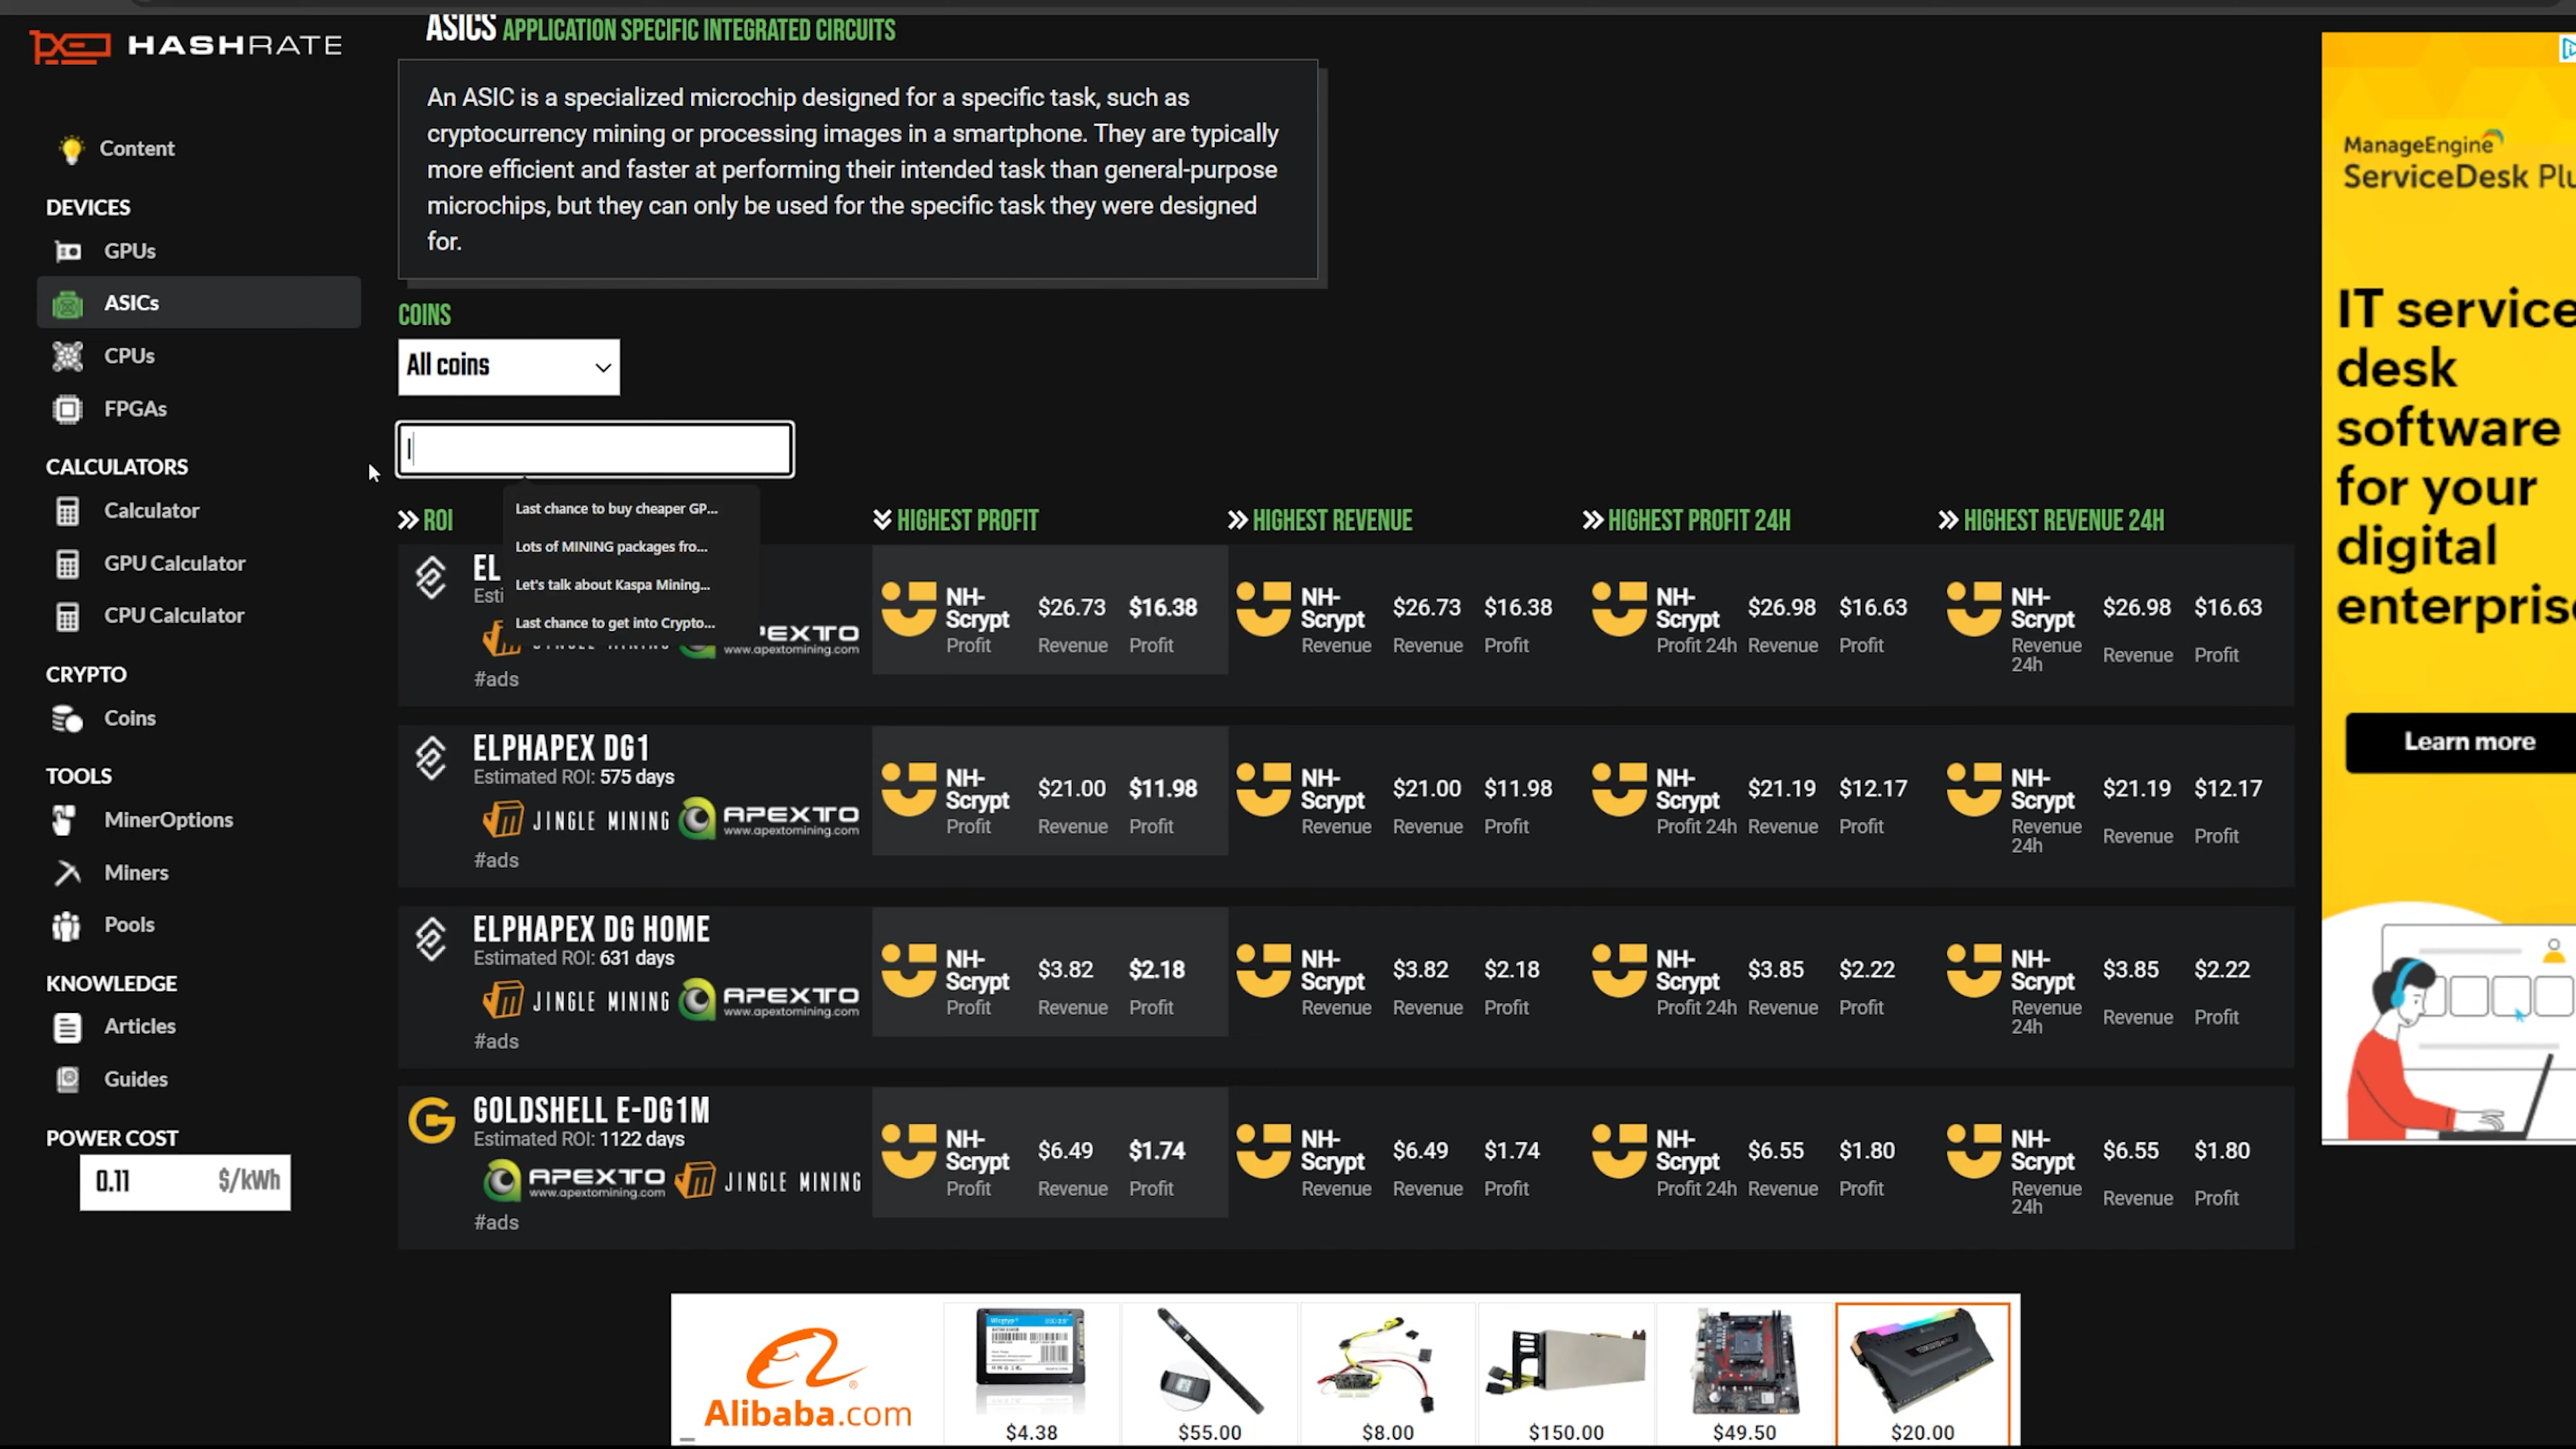 HASHRATE
Content
DEVICES
GPUs
ASICs
CPUs
FPGAs
CALCULATORS
Calculator
GPU Calculator
CPU Calculator
CRYPTO
Coins
TOOLS
MinerOptions
Miners
Pools
KNOWLEDGE
Articles
Guides
POWER COST
0.11 $/kWh
ASICS APPLICATION SPECIFIC INTEGRATED CIRCUITS
An ASIC is a specialized microchip designed for a specific task, such as
cryptocurrency mining or processing images in a smartphone. They are typically
more efficient and faster at performing their intended task than general-purpose
microchips, but they can only be used for the specific task they were designed
for.
COINS
All coins
l
Last chance to buy cheaper GP...
Lots of MINING packages fro...
Let's talk about Kaspa Mining...
Last chance to get into Crypto...
ROI HIGHEST PROFIT HIGHEST REVENUE HIGHEST PROFIT 24H HIGHEST REVENUE 24H
EL
Esti
APEXTO
www.apextomining.com
#ads
NH-Scrypt $26.73 $16.38
Profit Revenue Profit
NH-Scrypt $26.73 $16.38
Revenue Revenue Profit
NH-Scrypt $26.98 $16.63
Profit 24h Revenue Profit
NH-Scrypt $26.98 $16.63
Revenue 24h Revenue Profit
ELPHAPEX DG1
Estimated ROI: 575 days
JINGLE MINING APEXTO
www.apextomining.com
#ads
NH-Scrypt $21.00 $11.98
Profit Revenue Profit
NH-Scrypt $21.00 $11.98
Revenue Revenue Profit
NH-Scrypt $21.19 $12.17
Profit 24h Revenue Profit
NH-Scrypt $21.19 $12.17
Revenue 24h Revenue Profit
ELPHAPEX DG HOME
Estimated ROI: 631 days
JINGLE MINING APEXTO
www.apextomining.com
#ads
NH-Scrypt $3.82 $2.18
Profit Revenue Profit
NH-Scrypt $3.82 $2.18
Revenue Revenue Profit
NH-Scrypt $3.85 $2.22
Profit 24h Revenue Profit
NH-Scrypt $3.85 $2.22
Revenue 24h Revenue Profit
GOLDSHELL E-DG1M
Estimated ROI: 1122 days
APEXTO JINGLE MINING
www.apextomining.com
#ads
NH-Scrypt $6.49 $1.74
Profit Revenue Profit
NH-Scrypt $6.49 $1.74
Revenue Revenue Profit
NH-Scrypt $6.55 $1.80
Profit 24h Revenue Profit
NH-Scrypt $6.55 $1.80
Revenue 24h Revenue Profit
Alibaba.com
$4.38 $55.00 $8.00 $150.00 $49.50 $20.00
ManageEngine
ServiceDesk Plu
IT service
desk
software
for your
digital
enterprise
Learn more